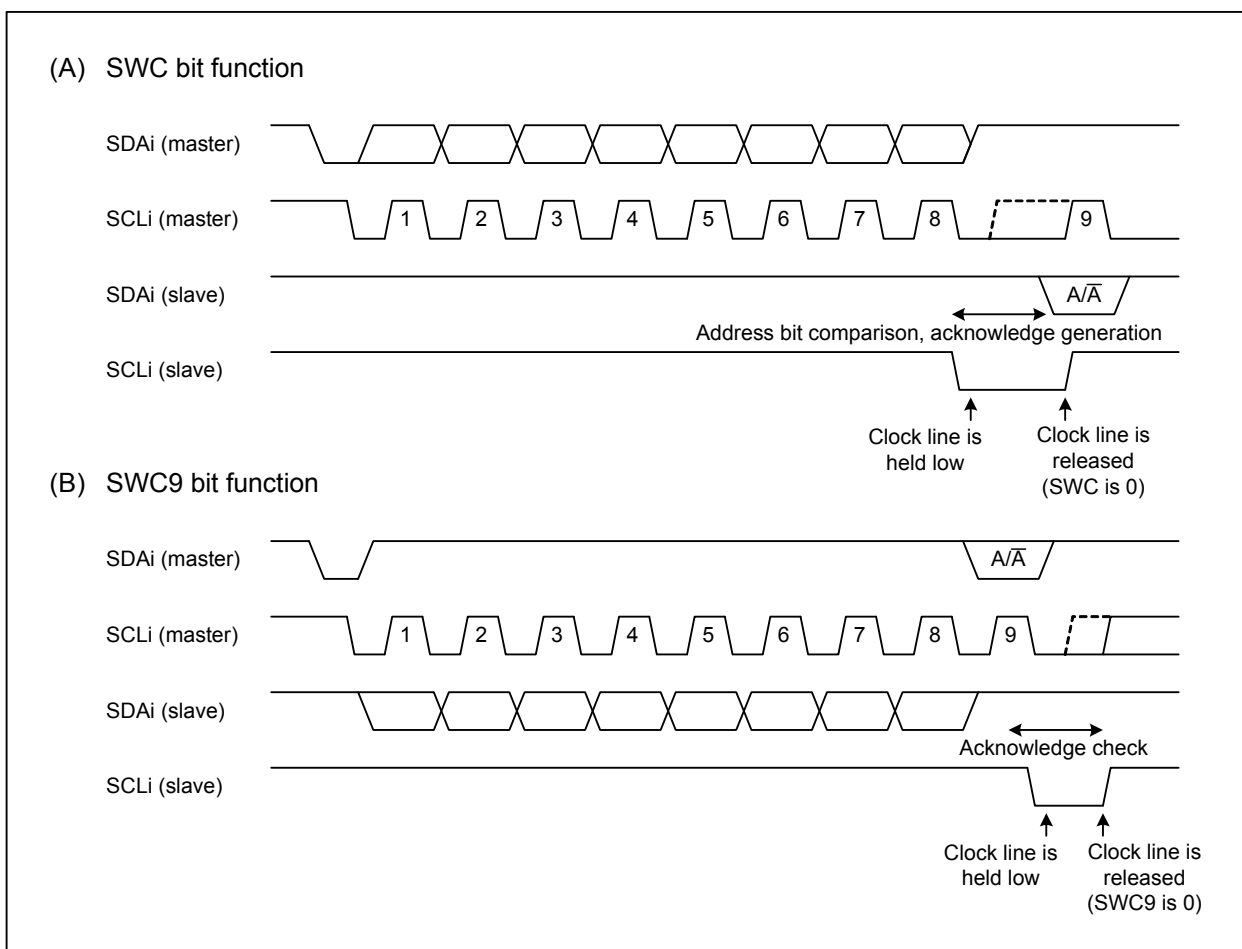 (A) SWC bit function
SDAi (master)
SCLi (master)
1 2 3 4 5 6 7 8 9
SDAi (slave)
A/A̅
Address bit comparison, acknowledge generation
SCLi (slave)
Clock line is
held low
Clock line is
released
(SWC is 0)
(B) SWC9 bit function
SDAi (master)
A/A̅
SCLi (master)
1 2 3 4 5 6 7 8 9
SDAi (slave)
Acknowledge check
SCLi (slave)
Clock line is
held low
Clock line is
released
(SWC9 is 0)